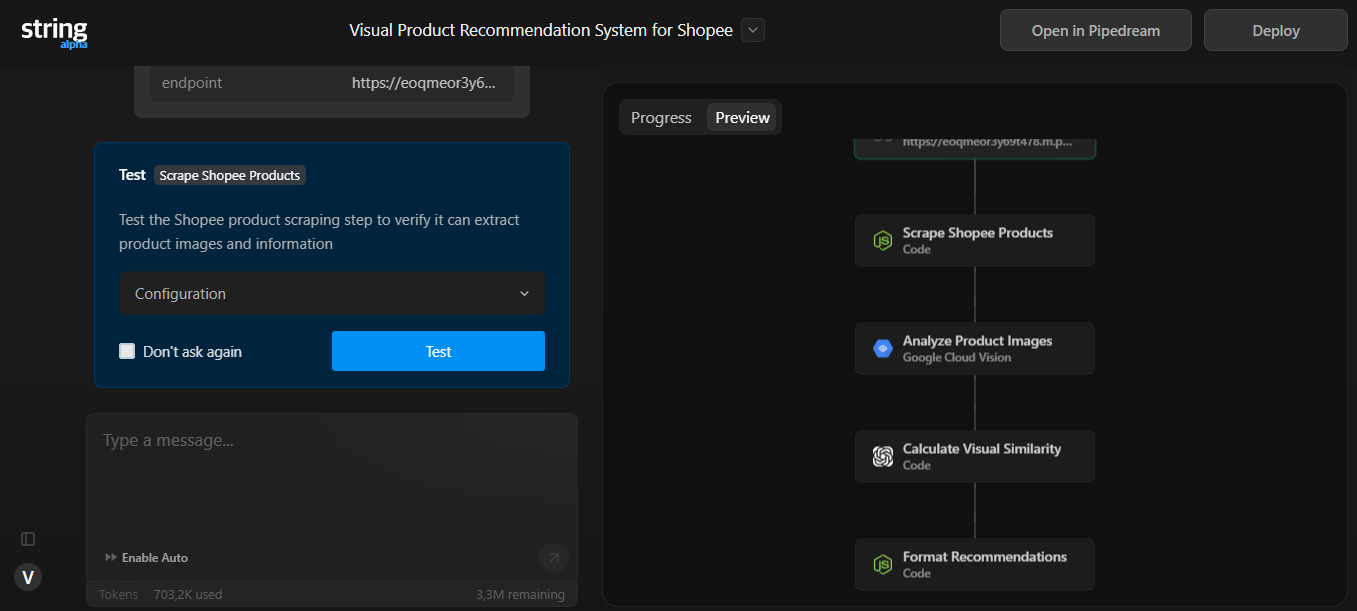 string
alpha
Visual Product Recommendation System for Shopee
Open in Pipedream
Deploy
endpoint
https://eoqmeor3y6...
Test Scrape Shopee Products
Test the Shopee product scraping step to verify it can extract
product images and information
Configuration
Don't ask again
Test
Type a message...
Enable Auto
Tokens 703,2K used
3,3M remaining
V
Progress
Preview
https://eoqmeor3y69t478.m.p...
Scrape Shopee Products
Code
Analyze Product Images
Google Cloud Vision
Calculate Visual Similarity
Code
Format Recommendations
Code